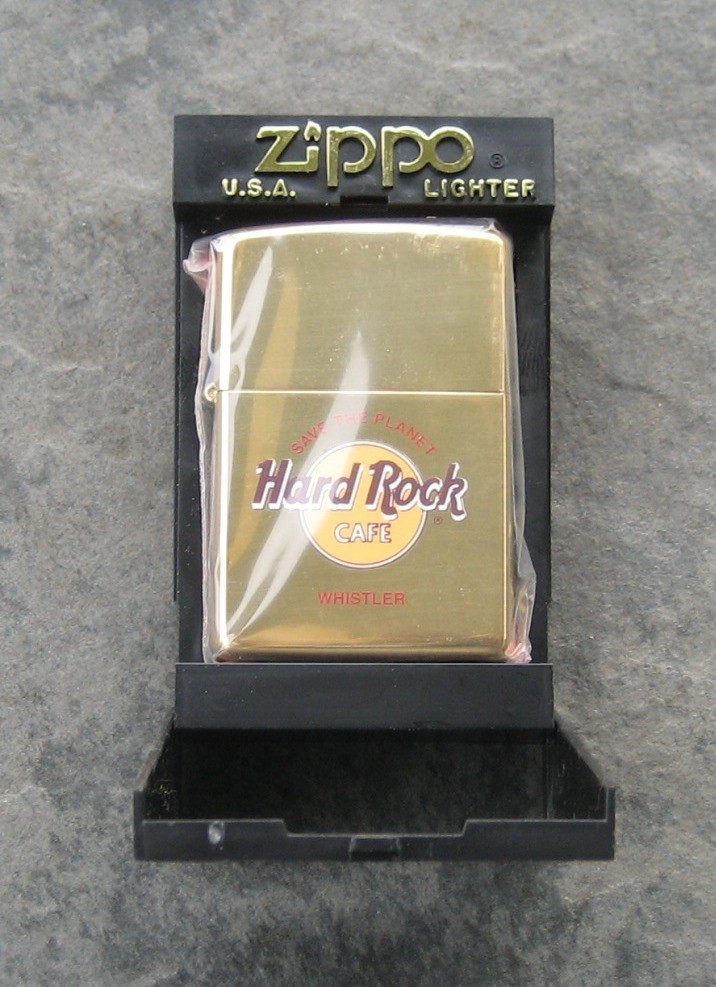 Zippo ®
U.S.A. LIGHTER
SAVE THE PLANET
Hard Rock
CAFE ®
WHISTLER